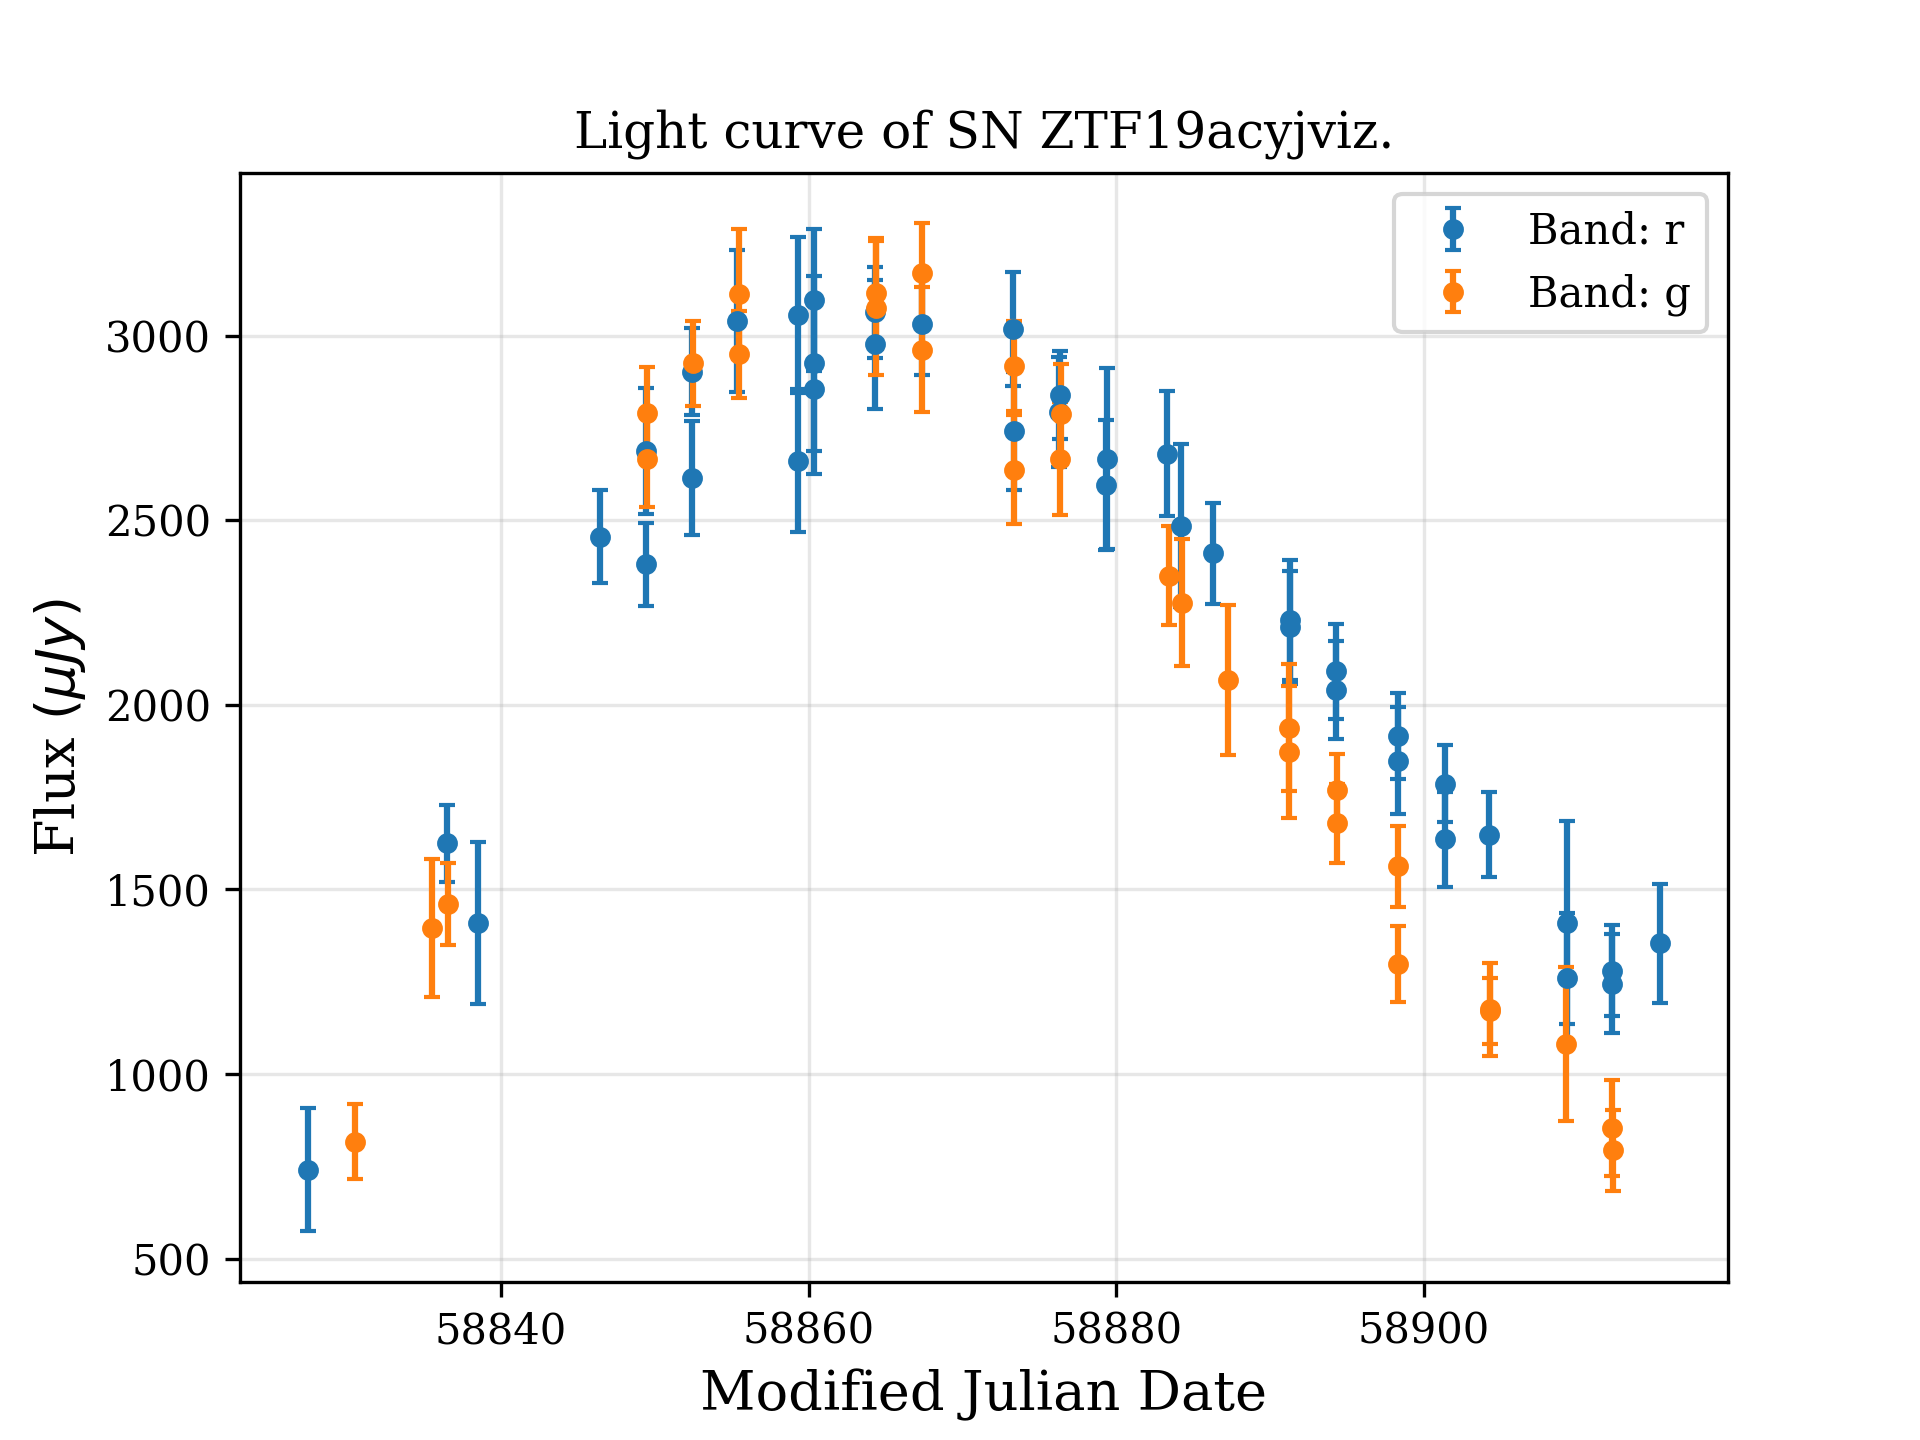 Light curve of SN ZTF19acyjviz.
Band: r
Band: g
3000
2500
2000
1500
1000
500
Flux (μJy)
58840 58860 58880 58900
Modified Julian Date